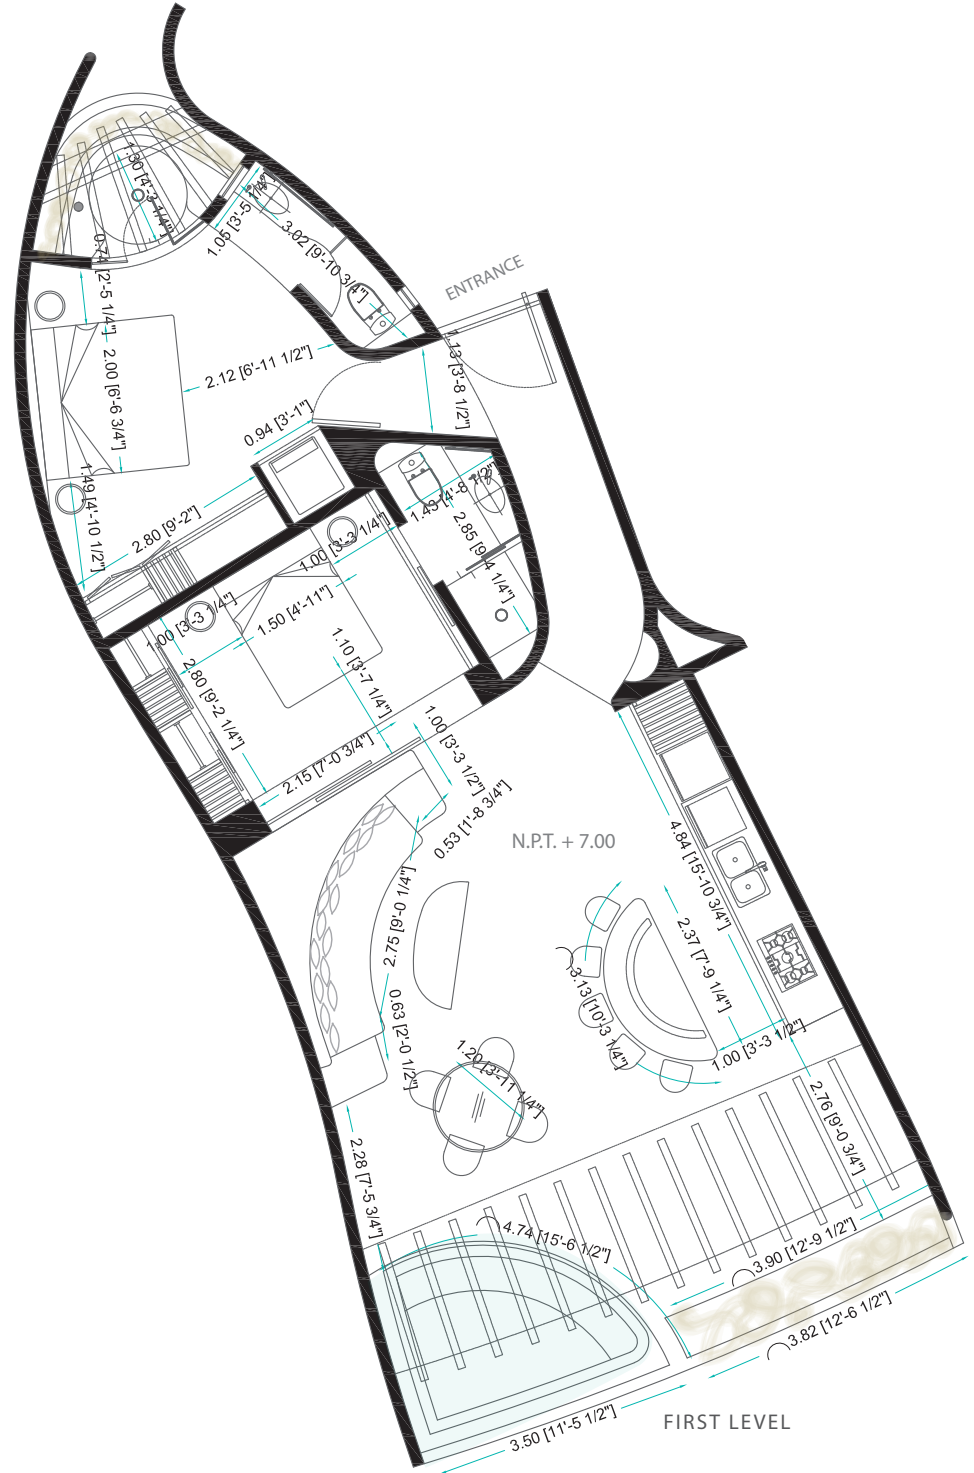 1.30 [4'-3 1/4"]
1.05 [3'-5 1/4"]
3.02 [9'-10 3/4"]
ENTRANCE
0.74 [2'-5 1/4"]
2.00 [6'-6 3/4"]
2.12 [6'-11 1/2"]
1.13 [3'-8 1/2"]
0.94 [3'-1"]
1.49 [4'-10 1/2"]
2.80 [9'-2"]
1.43 [4'-8 1/2"]
2.85 [9'-4 1/4"]
1.00 [3'-3 1/4"]
1.00 [3'-3 1/4"]
1.50 [4'-11"]
1.10 [3'-7 1/4"]
2.80 [9'-2 1/4"]
2.15 [7'-0 3/4"]
1.00 [3'-3 1/2"]
0.53 [1'-8 3/4"]
N.P.T. + 7.00
4.84 [15'-10 3/4"]
2.75 [9'-0 1/4"]
2.37 [7'-9 1/4"]
3.13 [10'-3 1/4"]
0.63 [2'-0 1/2"]
1.00 [3'-3 1/2"]
1.20 [3'-11 1/4"]
2.76 [9'-0 3/4"]
2.28 [7'-5 3/4"]
4.74 [15'-6 1/2"]
3.90 [12'-9 1/2"]
3.82 [12'-6 1/2"]
3.50 [11'-5 1/2"]
FIRST LEVEL